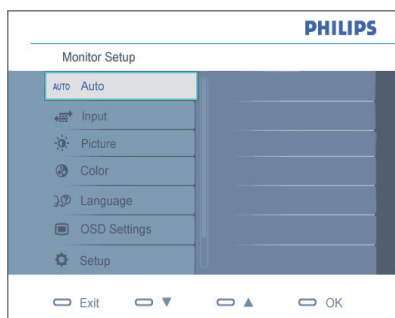 PHILIPS
Monitor Setup
AUTO Auto
Input
Picture
Color
Language
OSD Settings
Setup
Exit ▼ ▲ OK